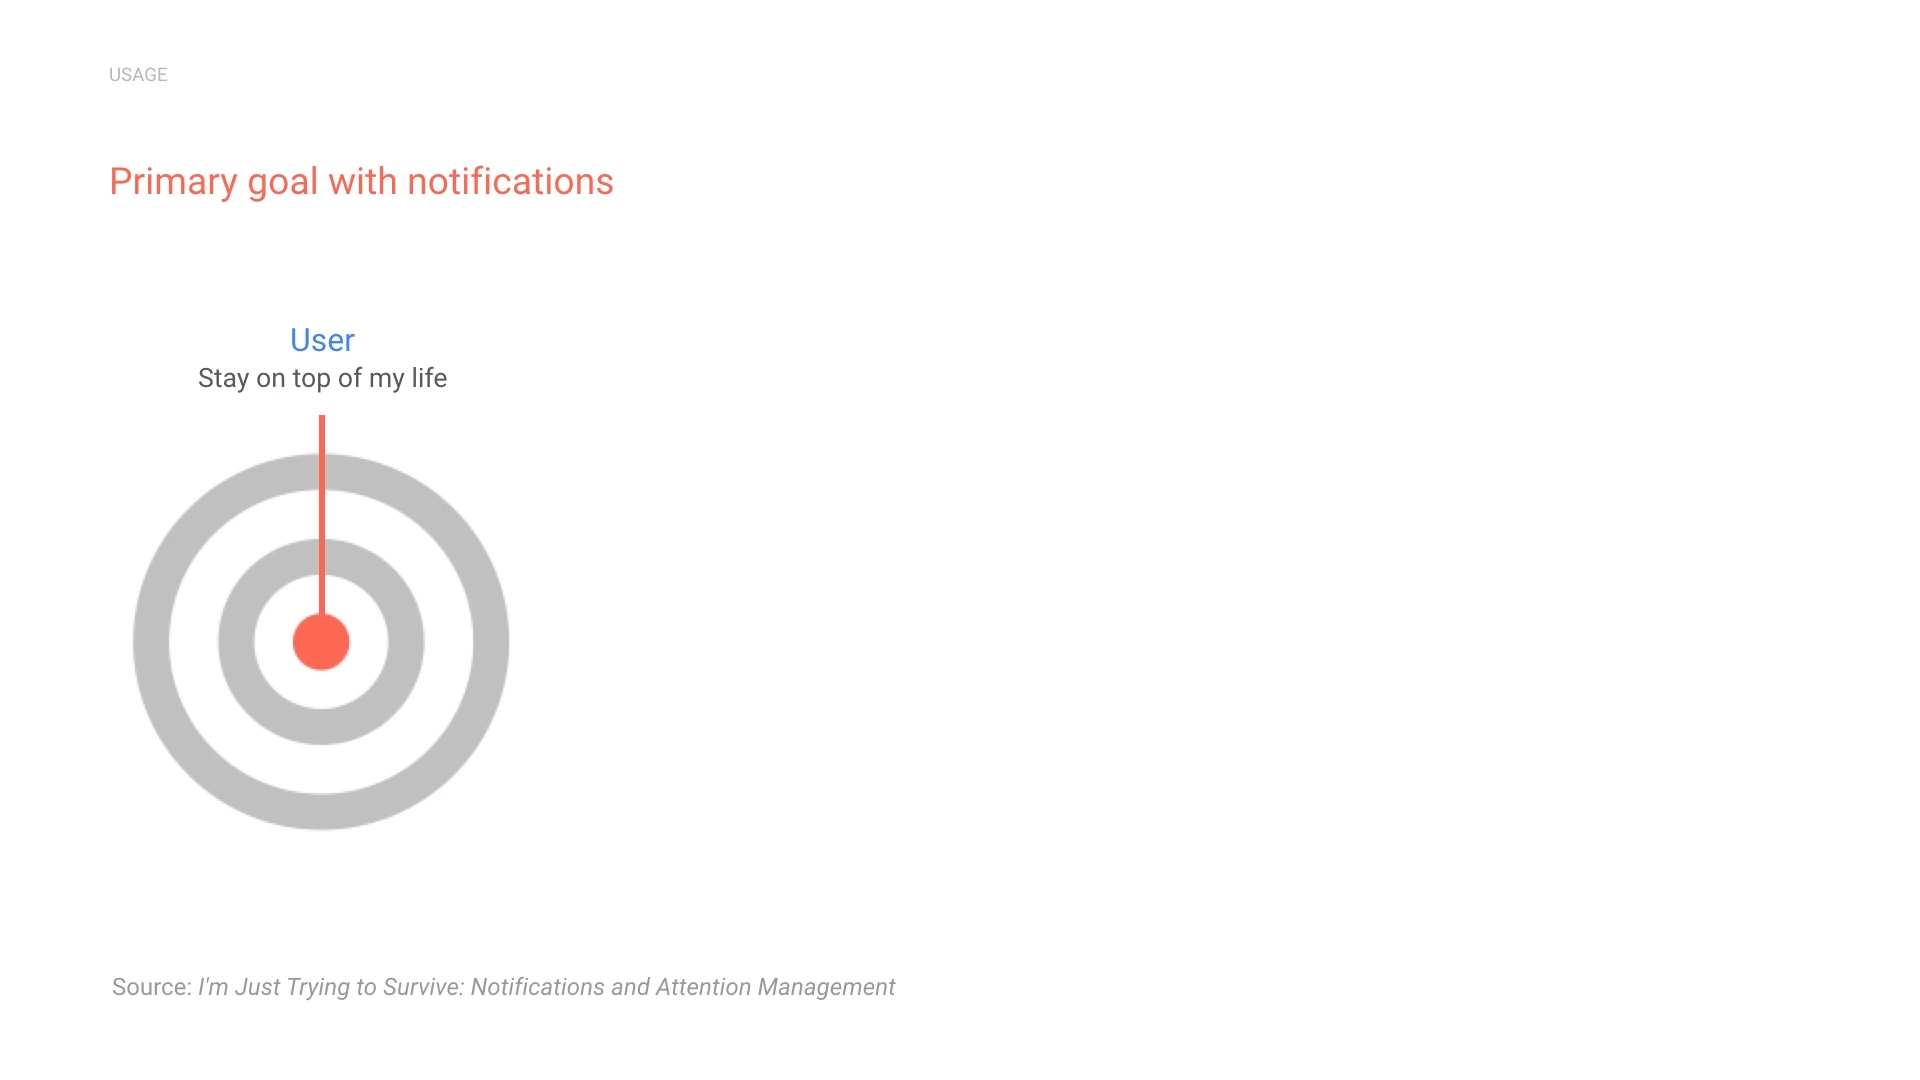 USAGE
Primary goal with notifications
User
Stay on top of my life
Source: I'm Just Trying to Survive: Notifications and Attention Management